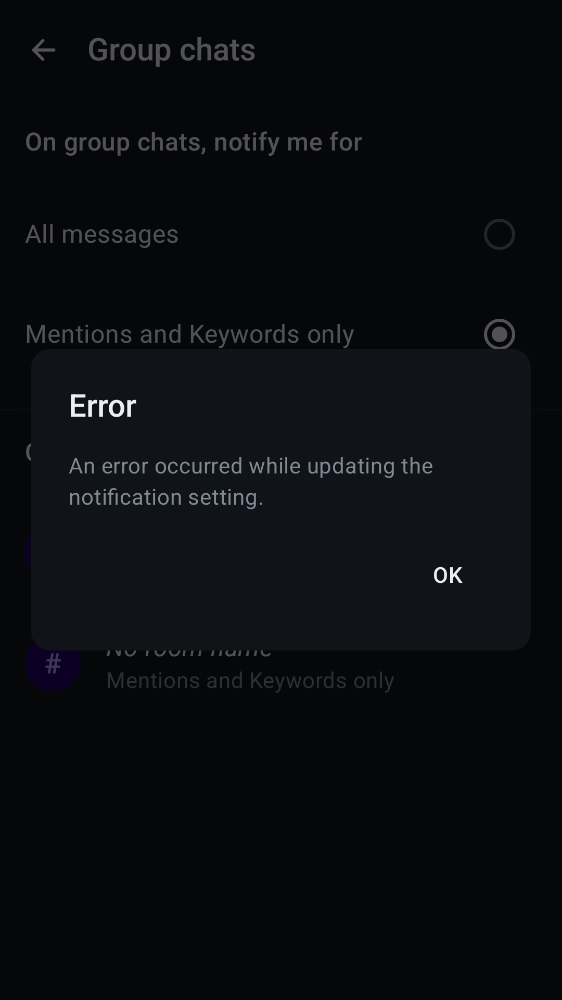 Group chats
On group chats, notify me for
All messages
Mentions and Keywords only
Error
An error occurred while updating the
notification setting.
OK
#
No room name
Mentions and Keywords only